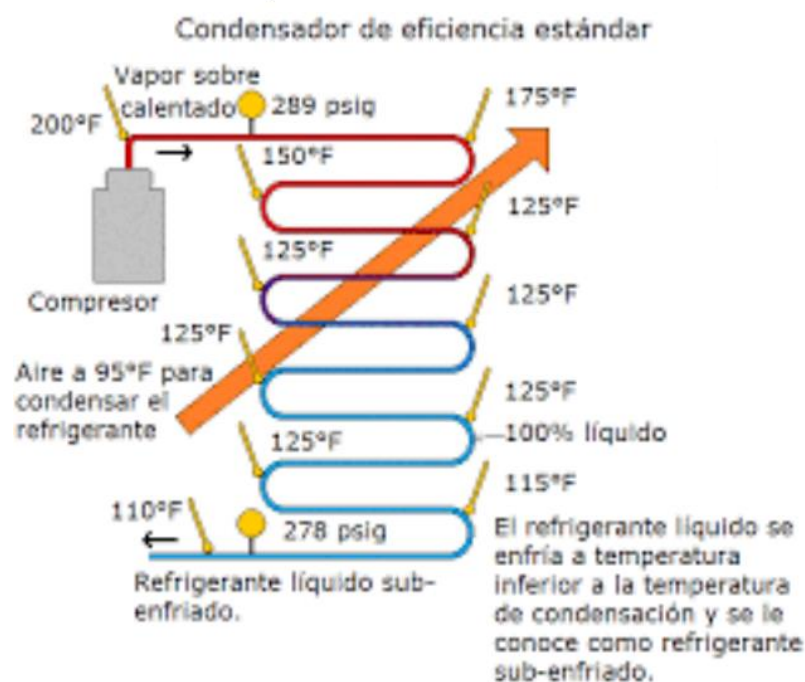 Condensador de eficiencia estándar
Vapor sobre
calentado
289 psig
175°F
200°F
150°F
125°F
125°F
125°F
125°F
Compresor
Aire a 95°F para
condensar el
refrigerante
125°F
100% líquido
125°F
115°F
110°F
278 psig
El refrigerante líquido se
enfría a temperatura
inferior a la temperatura
de condensación y se le
conoce como refrigerante
sub-enfriado.
Refrigerante líquido sub-
enfriado.